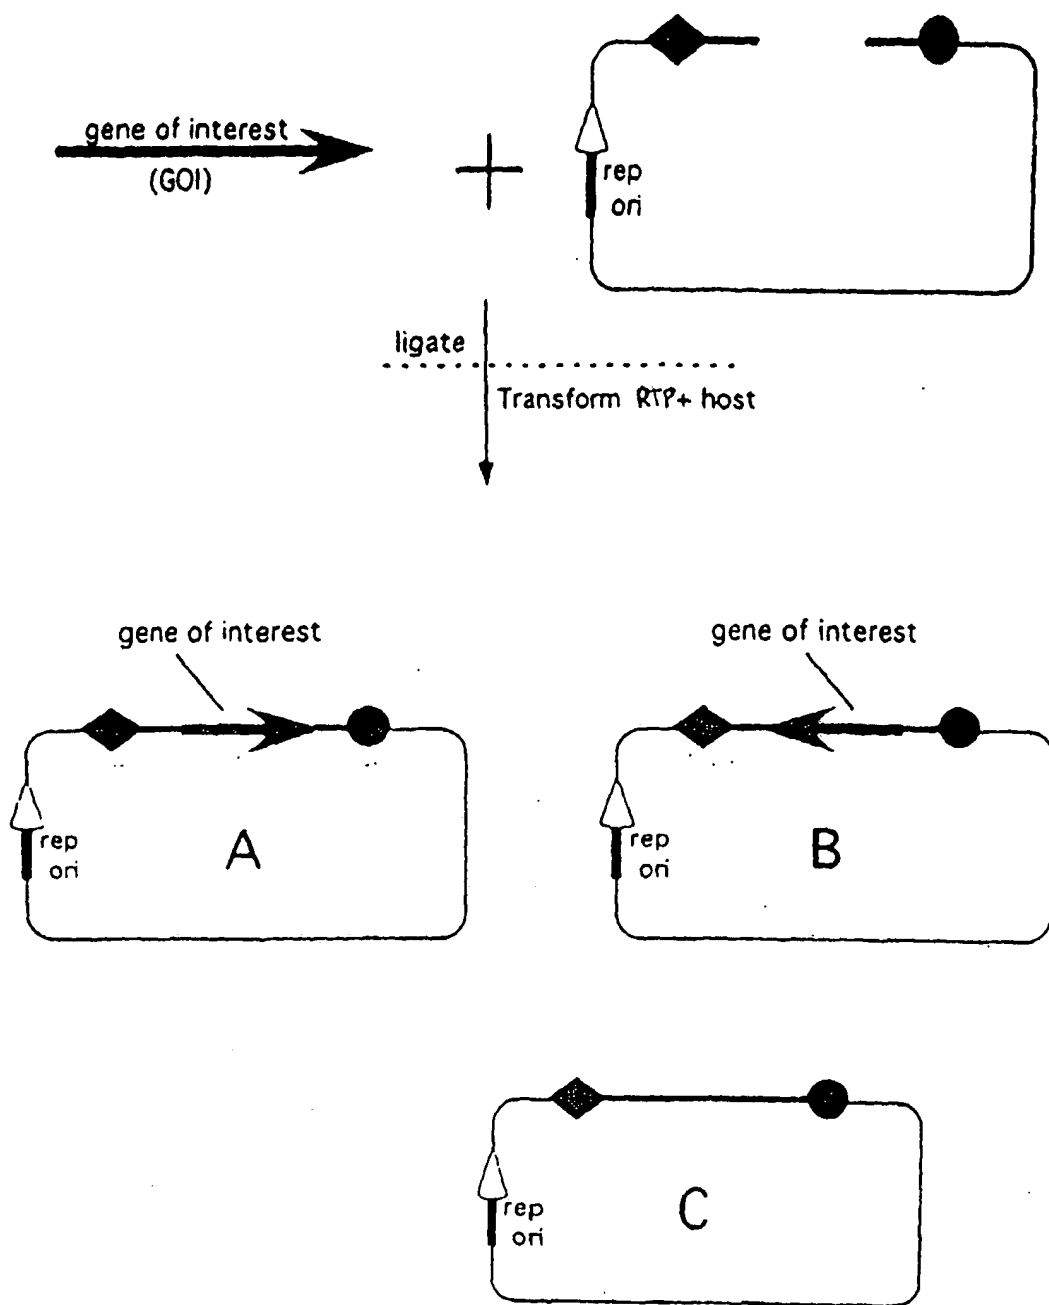 gene of interest
(GOI)
rep
ori
ligate
Transform RTP+ host
gene of interest
gene of interest
rep
ori
A
rep
ori
B
rep
ori
C